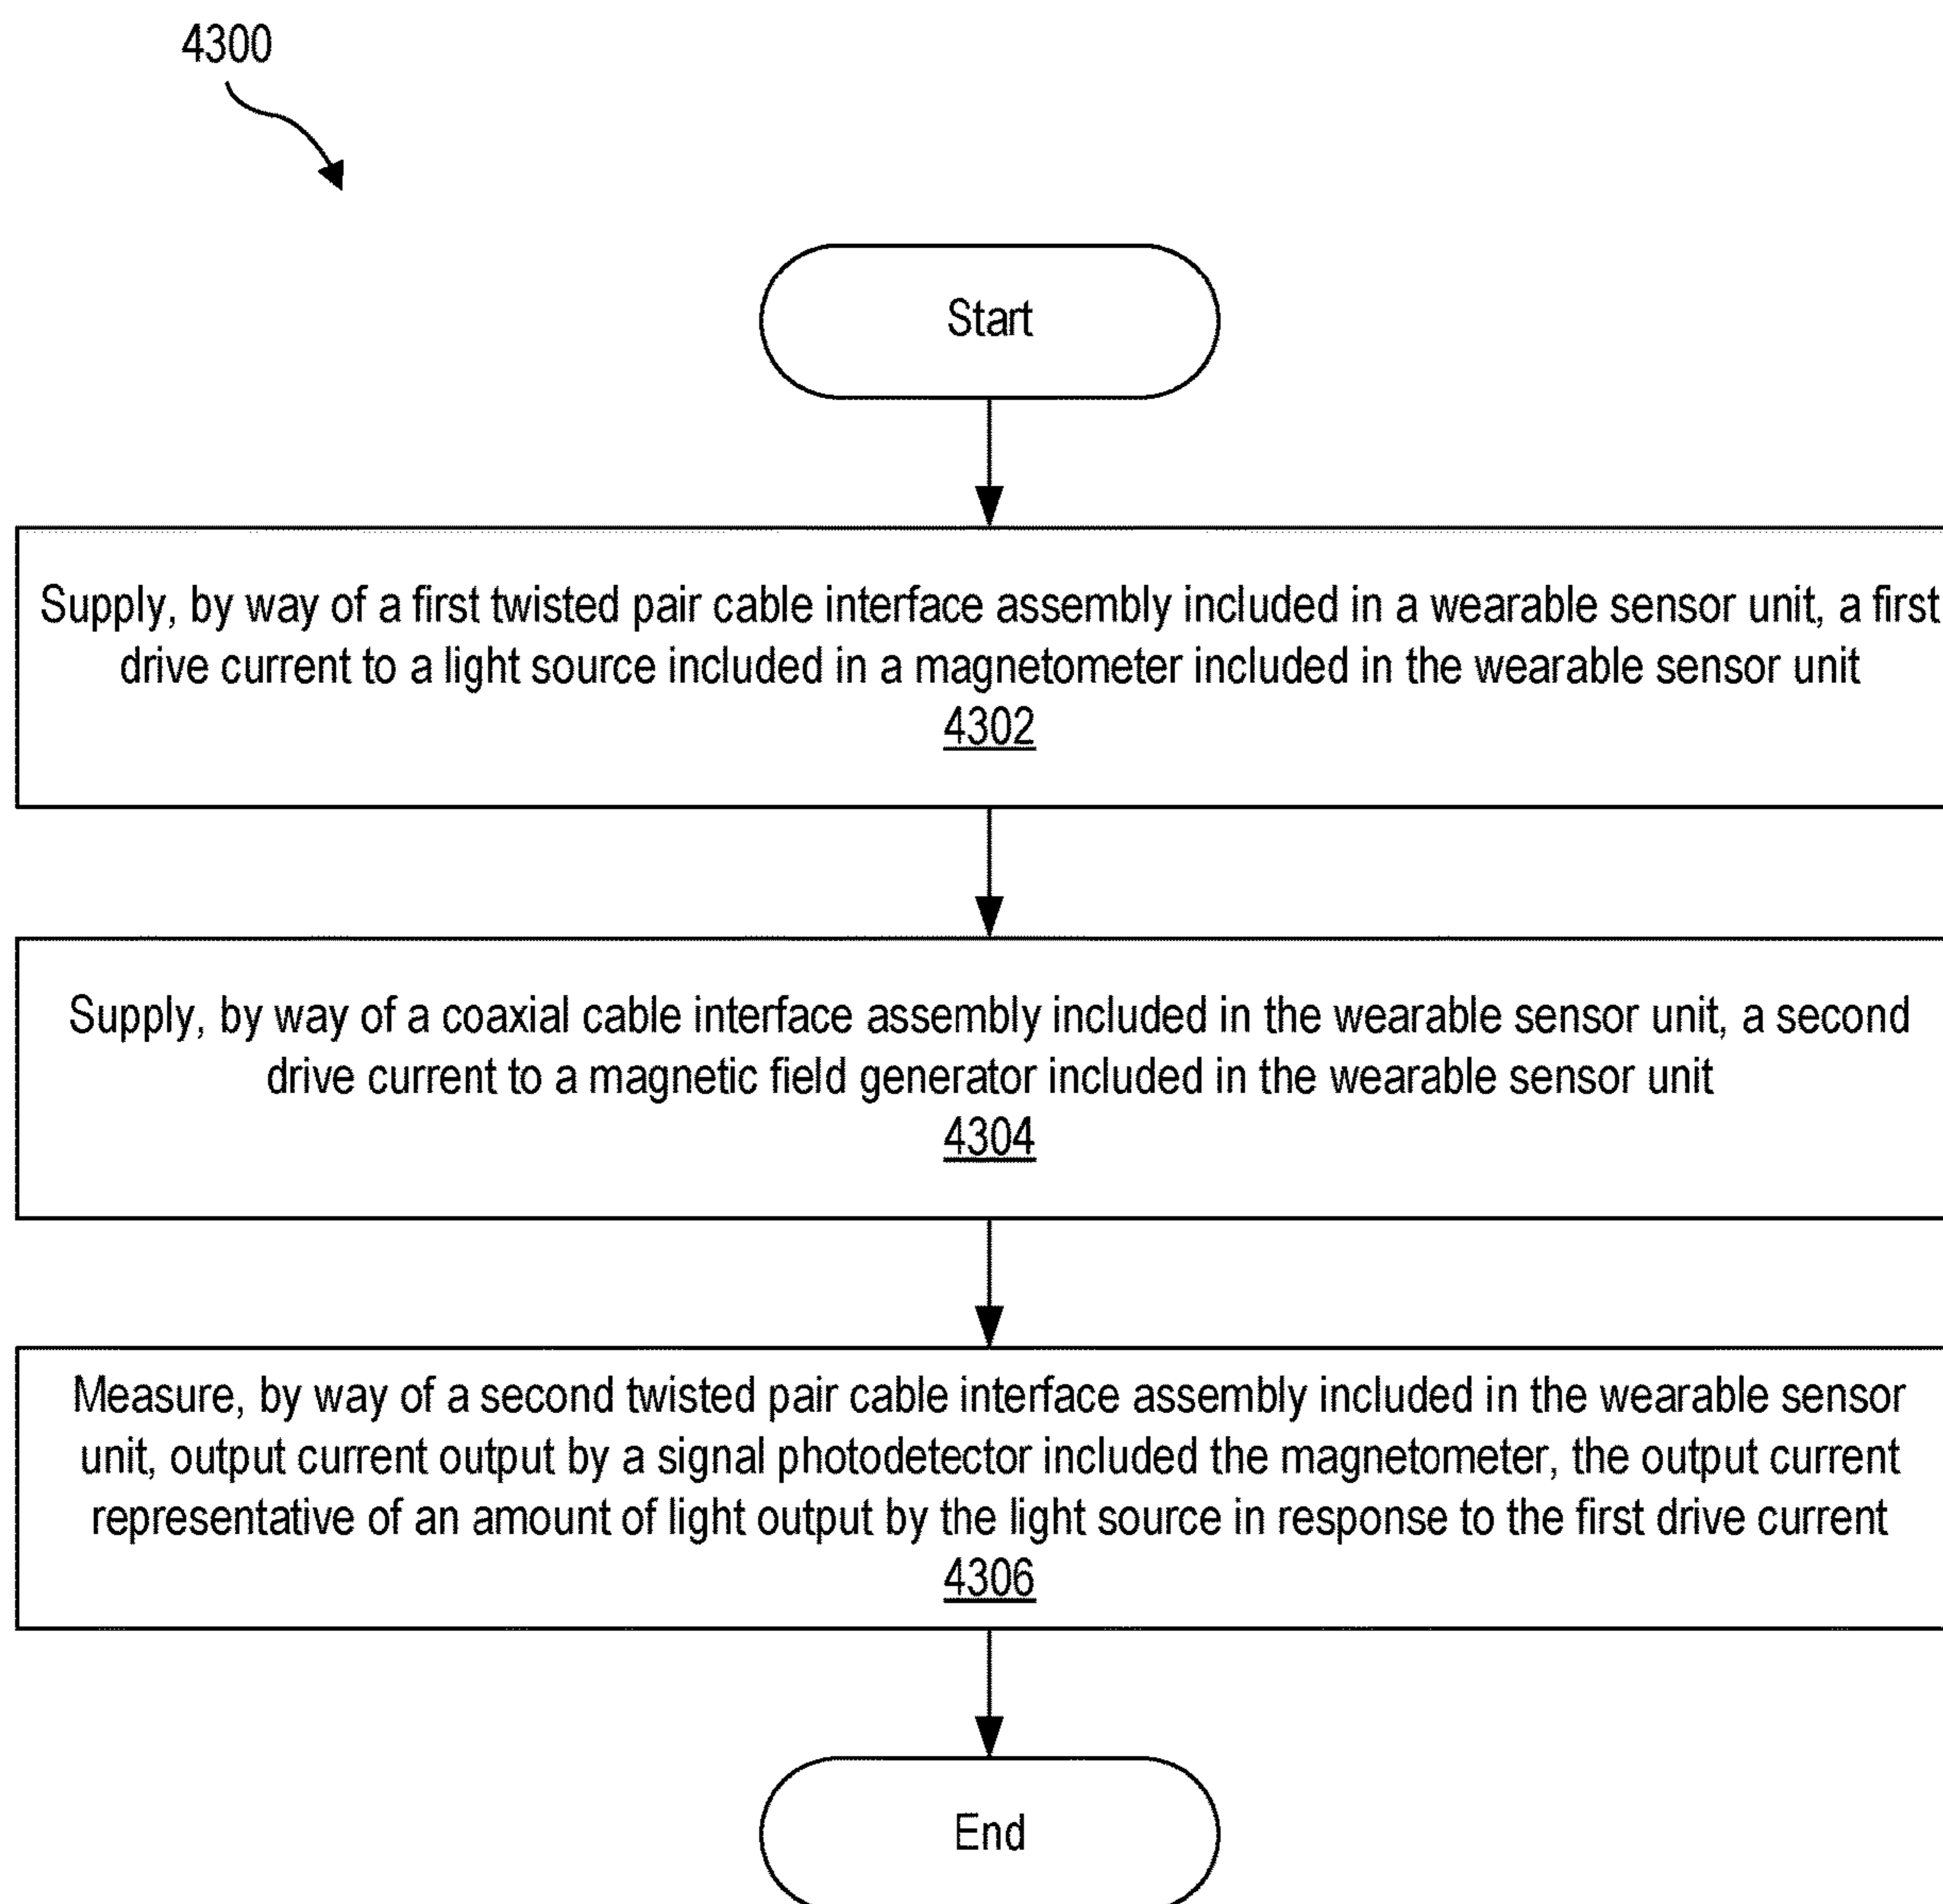 4300
Start
Supply, by way of a first twisted pair cable interface assembly included in a wearable sensor unit, a first
drive current to a light source included in a magnetometer included in the wearable sensor unit
4302
Supply, by way of a coaxial cable interface assembly included in the wearable sensor unit, a second
drive current to a magnetic field generator included in the wearable sensor unit
4304
Measure, by way of a second twisted pair cable interface assembly included in the wearable sensor
unit, output current output by a signal photodetector included the magnetometer, the output current
representative of an amount of light output by the light source in response to the first drive current
4306
End